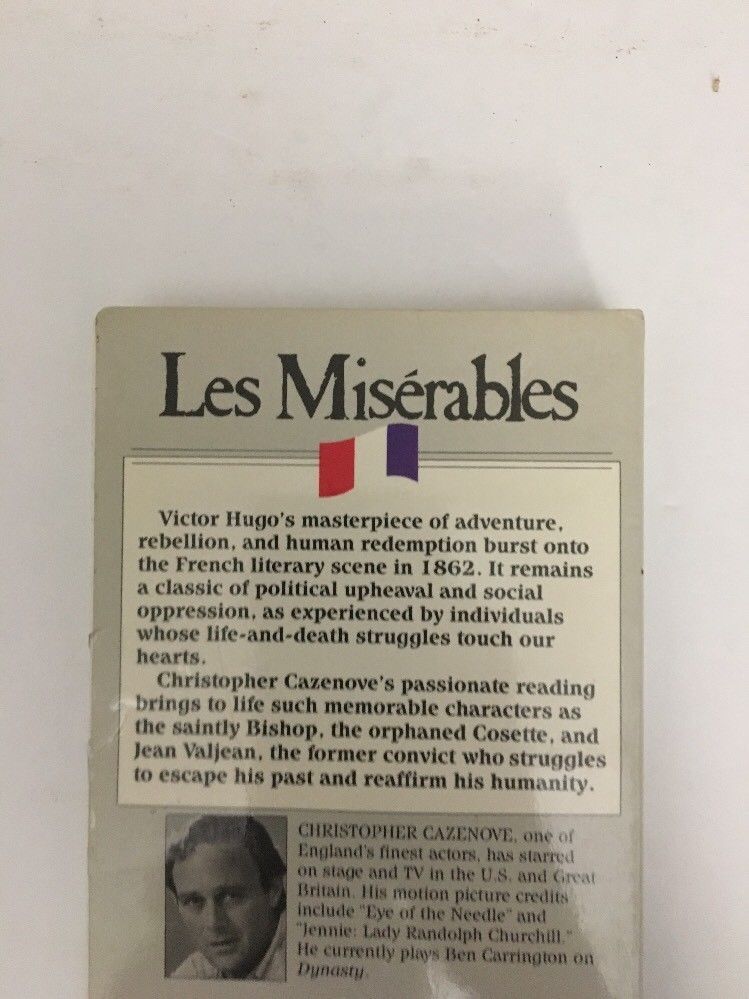 Les Misérables
Victor Hugo's masterpiece of adventure,
rebellion, and human redemption burst onto
the French literary scene in 1862. It remains
a classic of political upheaval and social
oppression, as experienced by individuals
whose life-and-death struggles touch our
hearts.
Christopher Cazenove's passionate reading
brings to life such memorable characters as
the saintly Bishop, the orphaned Cosette, and
Jean Valjean, the former convict who struggles
to escape his past and reaffirm his humanity.
CHRISTOPHER CAZENOVE, one of
England's finest actors, has starred
on stage and TV in the U.S. and Great
Britain. His motion picture credits
include "Eye of the Needle" and
"Jennie: Lady Randolph Churchill."
He currently plays Ben Carrington on
Dynasty.